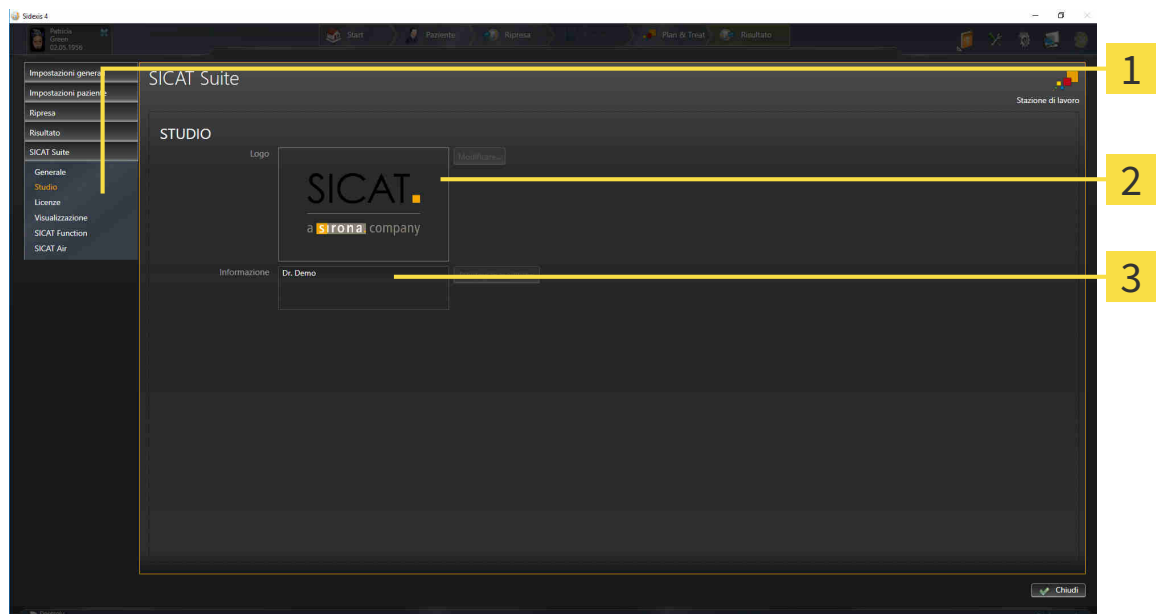 Sidexis 4
Patricia
Green
02.05.1956
Start
Paziente
Ripresa
Plan & Treat
Risultato
Impostazioni general
Impostazioni paziente
Ripresa
Risultato
SICAT Suite
Generale
Studio
Licenze
Visualizzazione
SICAT Function
SICAT Air
SICAT Suite
Stazione di lavoro
STUDIO
Logo
Modificare...
SICAT.
a sirona. company
Informazione
Dr. Demo
Chiudi
1
2
3